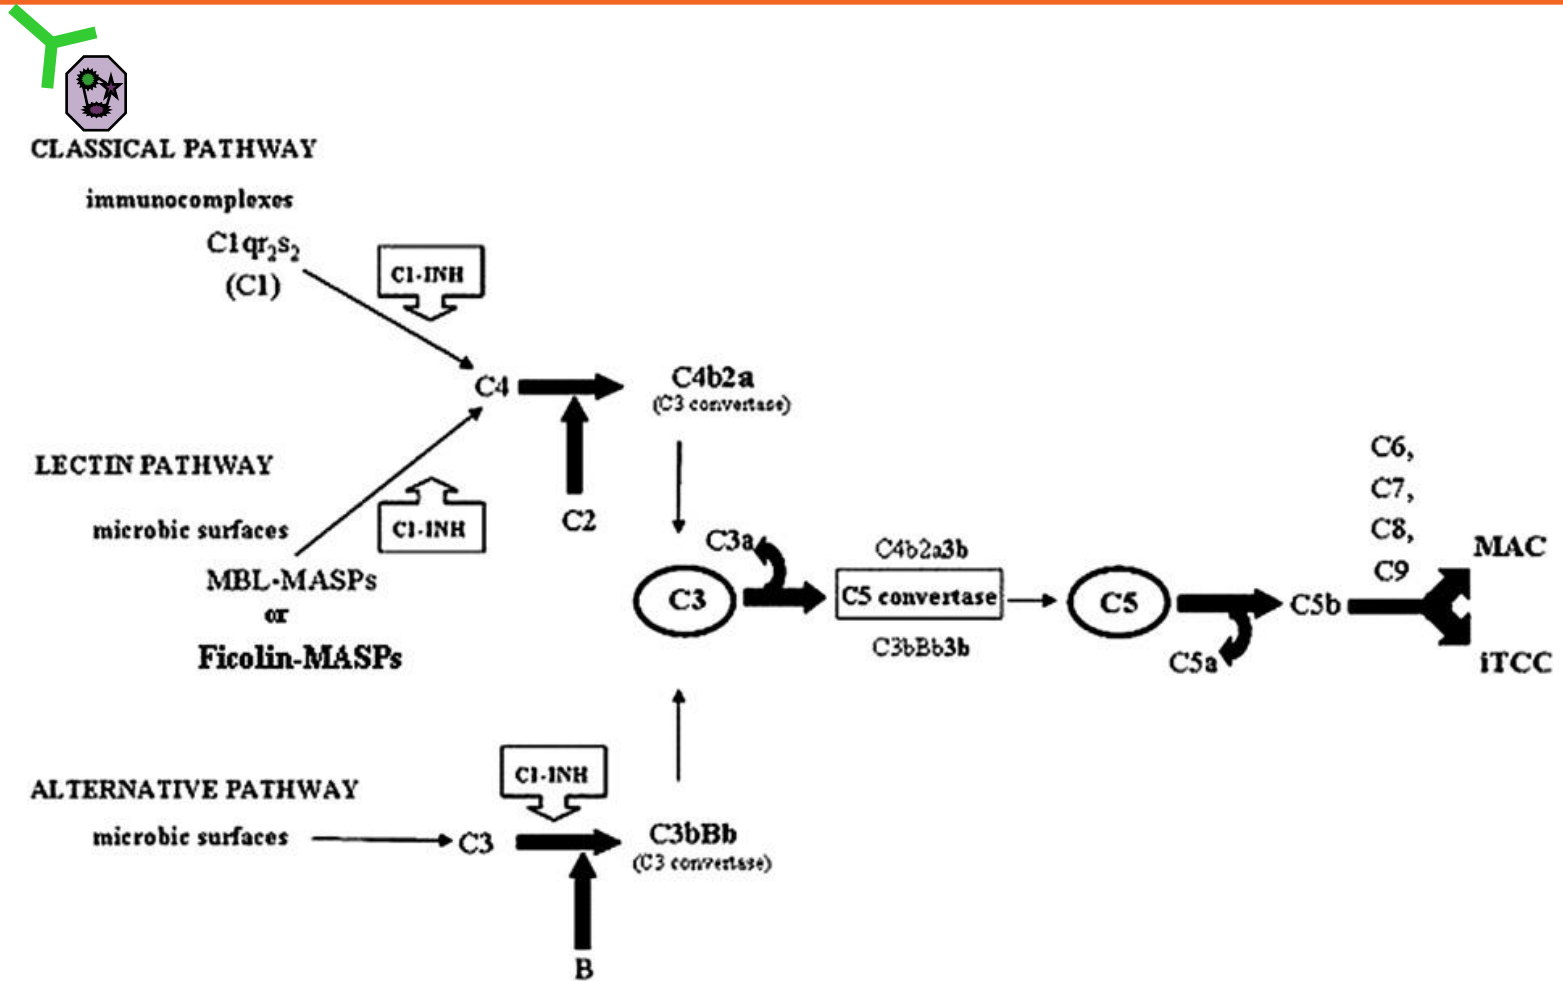 CLASSICAL PATHWAY
immunocomplexes
C1qr2s2
(C1)
C1-INH
C4
C4b2a
(C3 convertase)
C2
LECTIN PATHWAY
microbic surfaces
C1-INH
MBL-MASPs
or
Ficolin-MASPs
C3a
C3
C4b2a3b
C5 convertase
C3bBb3b
C5
C5a
C5b
C6,
C7,
C8,
C9
MAC
iTCC
ALTERNATIVE PATHWAY
microbic surfaces
C3
C1-INH
C3bBb
(C3 convertase)
B